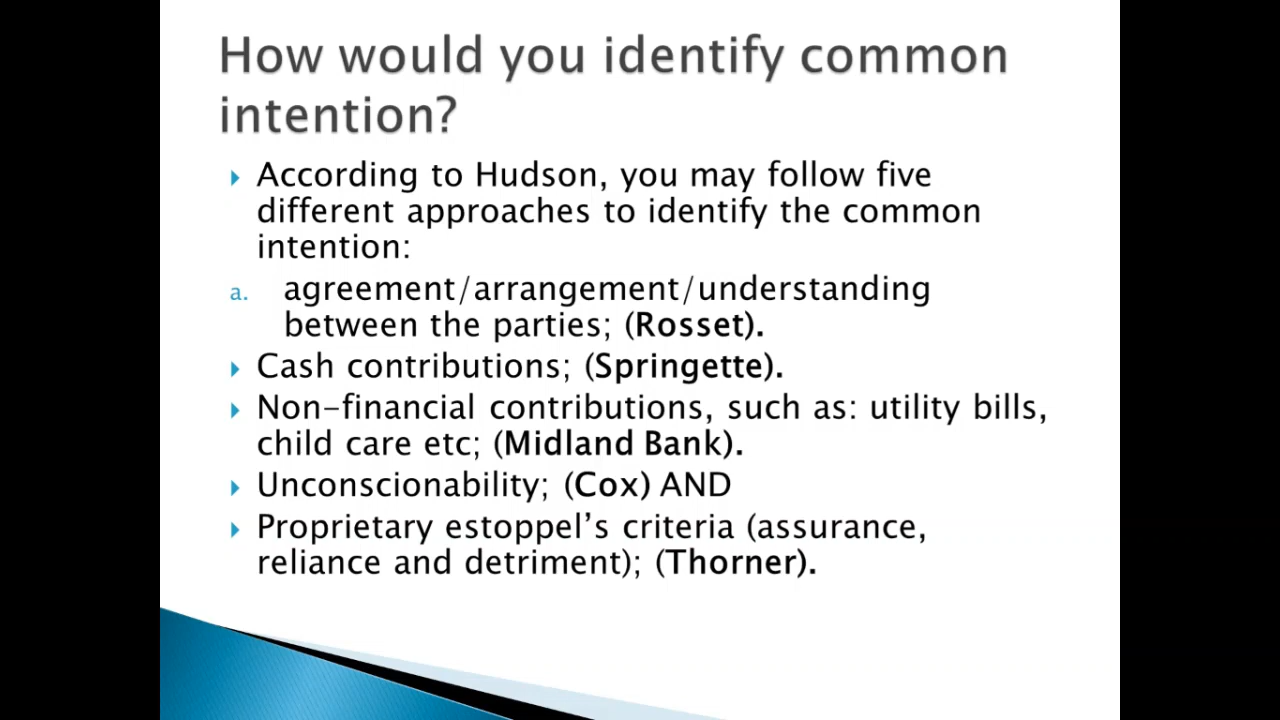 How would you identify common
intention?
According to Hudson, you may follow five
different approaches to identify the common
intention:
a. agreement/arrangement/understanding
between the parties; (Rosset).
Cash contributions; (Springette).
Non-financial contributions, such as: utility bills,
child care etc; (Midland Bank).
Unconscionability; (Cox) AND
Proprietary estoppel’s criteria (assurance,
reliance and detriment); (Thorner).